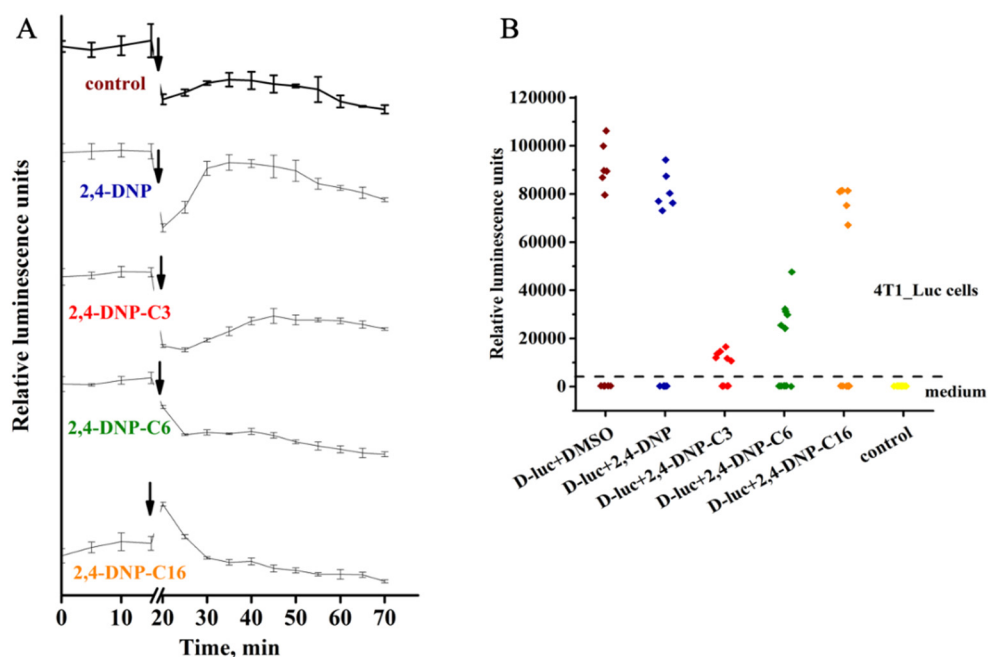 A
Relative luminescence units
control
2,4-DNP
2,4-DNP-C3
2,4-DNP-C6
2,4-DNP-C16
0
10
20
30
40
50
60
70
Time, min
B
Relative luminescence units
120000
100000
80000
60000
40000
20000
0
4T1_Luc cells
medium
D-luc+DMSO
D-luc+2,4-DNP
D-luc+2,4-DNP-C3
D-luc+2,4-DNP-C6
D-luc+2,4-DNP-C16
control